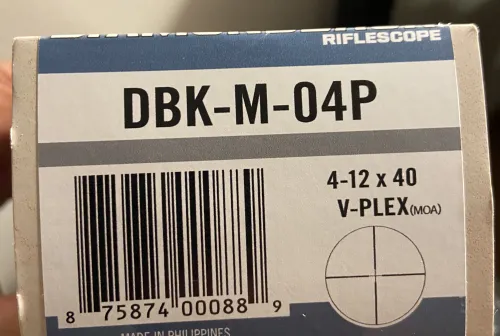 RIFLESCOPE
DBK-M-04P
4-12 x 40
V-PLEX(MOA)
8 75874 00088 9
MADE IN PHILIPPINES